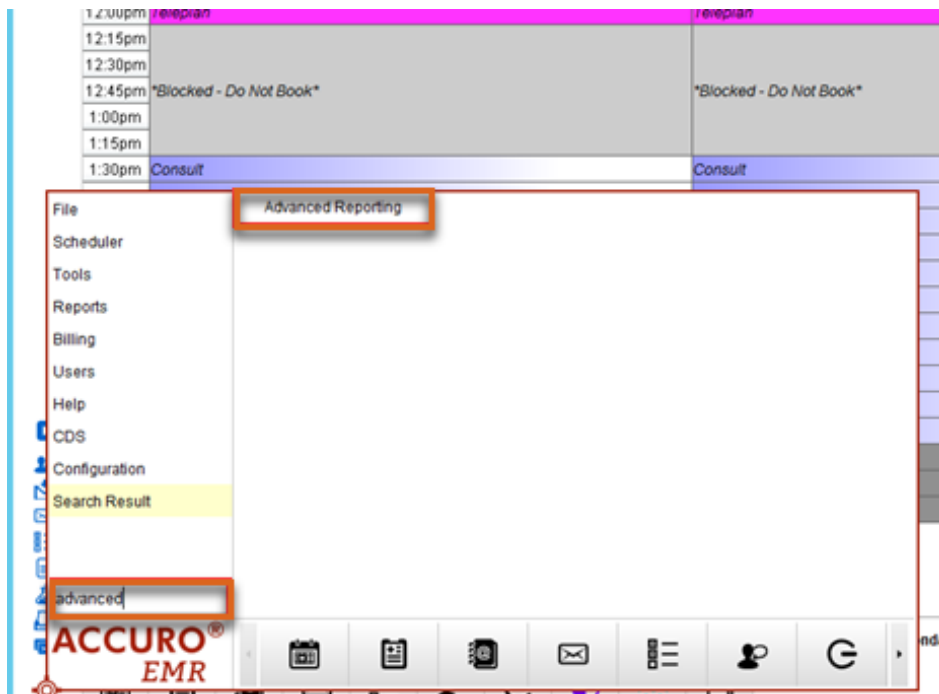 12:00pm Teleplan Teleplan
12:15pm
12:30pm
12:45pm *Blocked - Do Not Book* *Blocked - Do Not Book*
1:00pm
1:15pm
1:30pm Consult Consult
File Advanced Reporting
Scheduler
Tools
Reports
Billing
Users
Help
CDS
Configuration
Search Result
advanced
ACCURO®
EMR